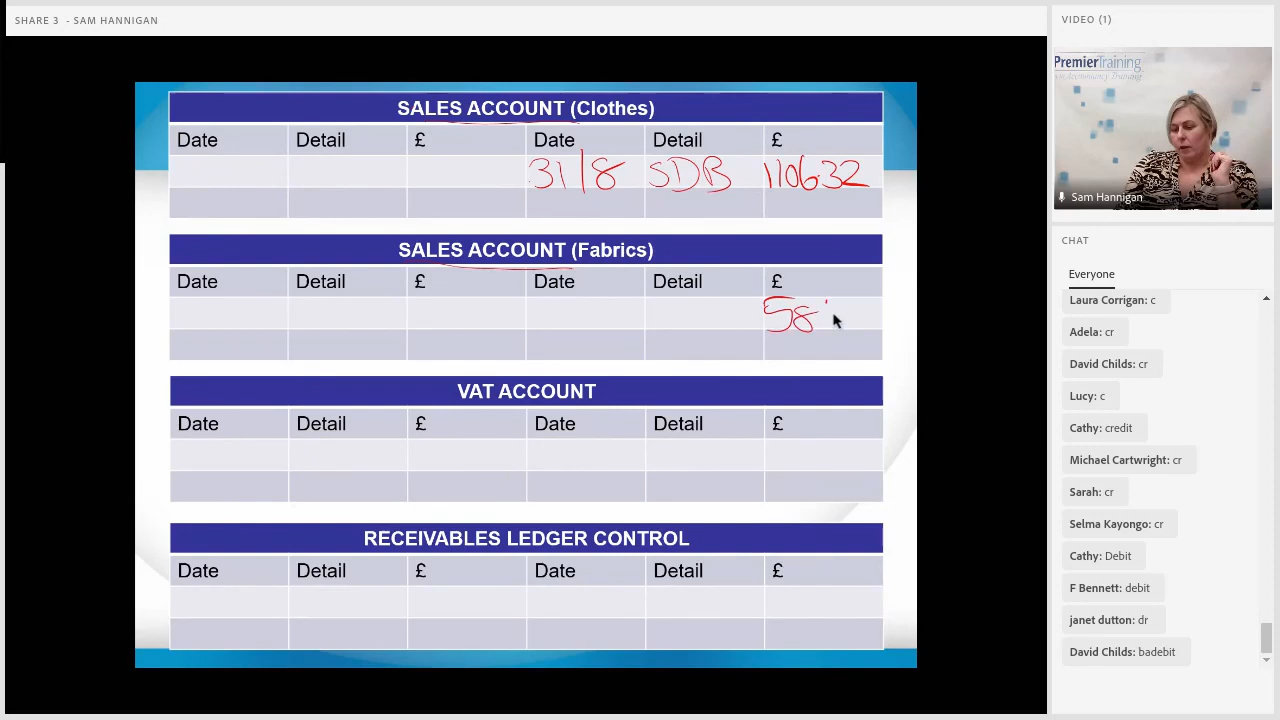 SHARE 3 - SAM HANNIGAN
SALES ACCOUNT (Clothes)
Date Detail £ Date Detail £
31/8 SDB 1106.32
SALES ACCOUNT (Fabrics)
Date Detail £ Date Detail £
58
VAT ACCOUNT
Date Detail £ Date Detail £
RECEIVABLES LEDGER CONTROL
Date Detail £ Date Detail £
VIDEO (1)
PremierTraining
Sam Hannigan
CHAT
Everyone
Laura Corrigan: c
Adela: cr
David Childs: cr
Lucy: c
Cathy: credit
Michael Cartwright: cr
Sarah: cr
Selma Kayongo: cr
Cathy: Debit
F Bennett: debit
janet dutton: dr
David Childs: badebit